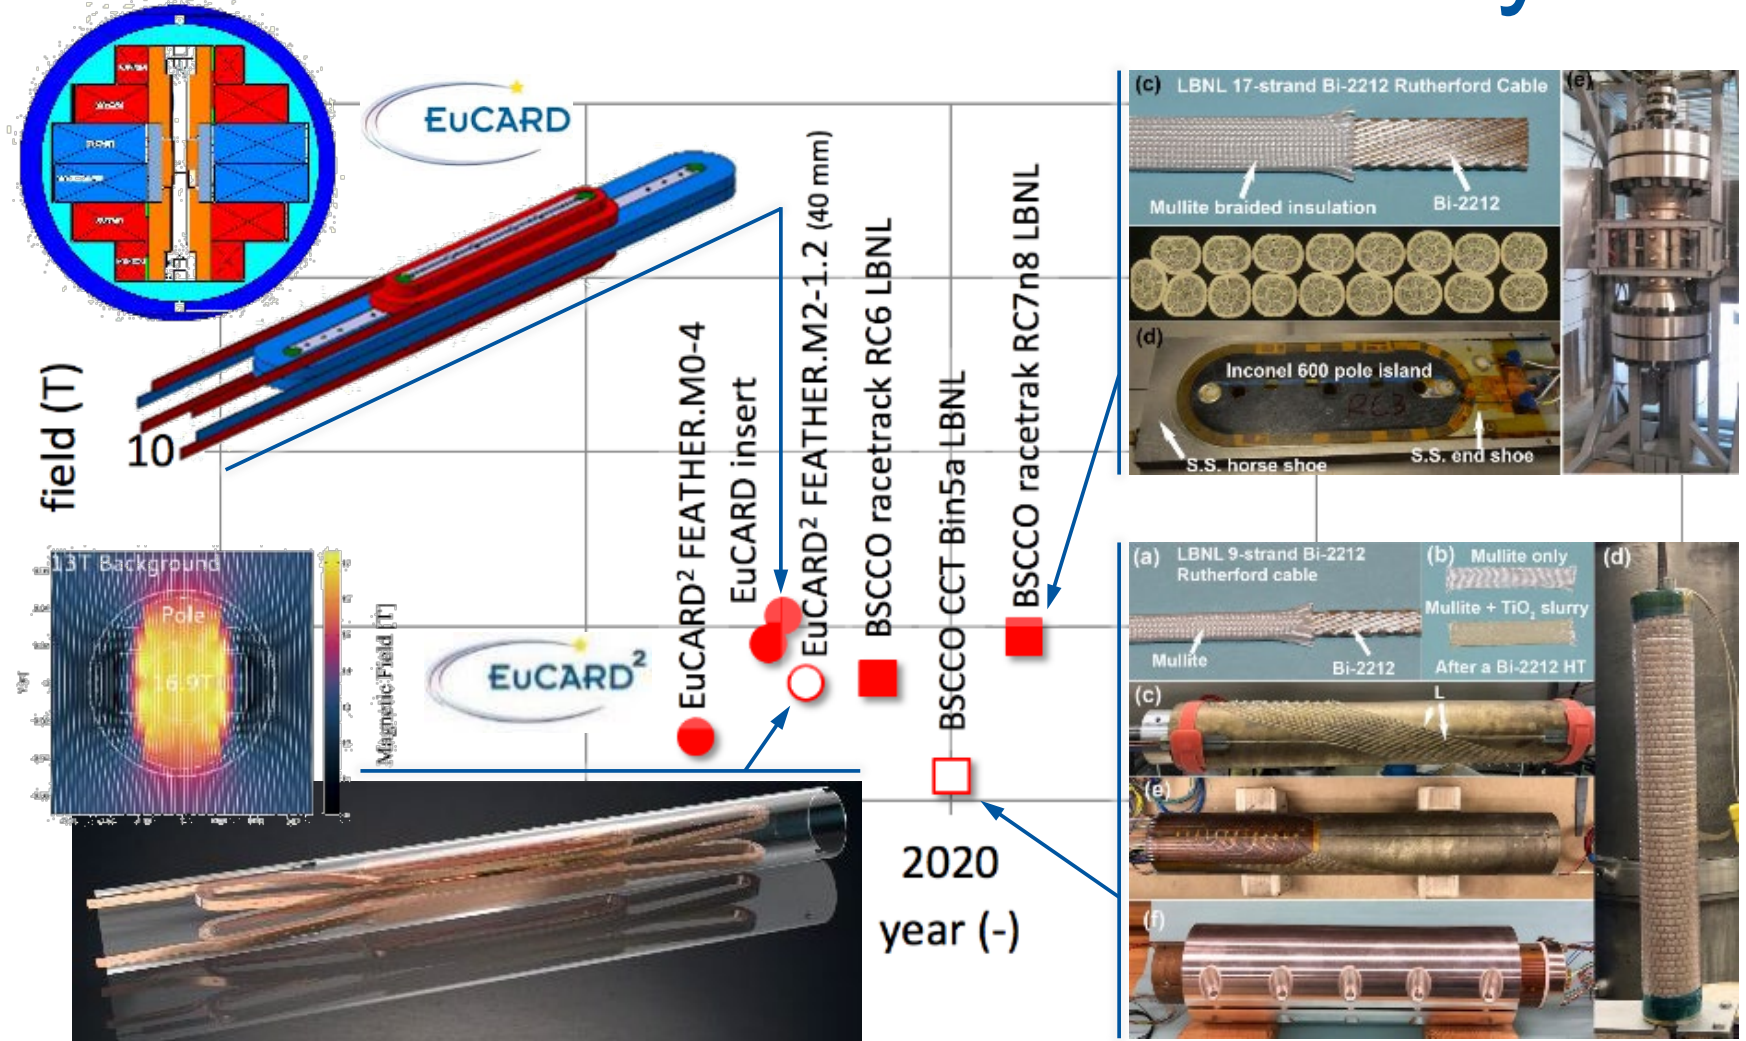 EuCARD
field (T)
10
EuCARD² FEATHER.M0-4
EuCARD insert
EuCARD² FEATHER.M2-1.2 (40 mm)
BSCCO racetrack RC6 LBNL
BSCCO CCT Bin5a LBNL
BSCCO racetrak RC7n8 LBNL
EuCARD²
2020
year (-)
13T Background
Pole
16.9T
Magnetic Field [T]
(c) LBNL 17-strand Bi-2212 Rutherford Cable
Mullite braided insulation
Bi-2212
(e)
(d)
Inconel 600 pole island
RC3
S.S. horse shoe
S.S. end shoe
(a) LBNL 9-strand Bi-2212
Rutherford cable
Mullite
Bi-2212
(b) Mullite only
Mullite + TiO₂ slurry
After a Bi-2212 HT
(d)
(c)
L
(e)
(f)